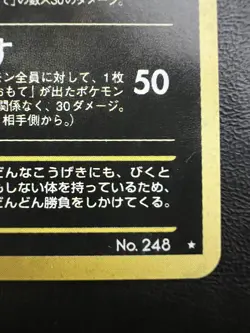 」の数×30のダメージ。
す
モン全員に対して、1枚
おもて」が出たポケモン
関係なく、30ダメージ。
相手側から。)
50
どんなこうげきにも、びくと
もしない体を持っているため、
どんどん勝負をしかけてくる。
No. 248 ★